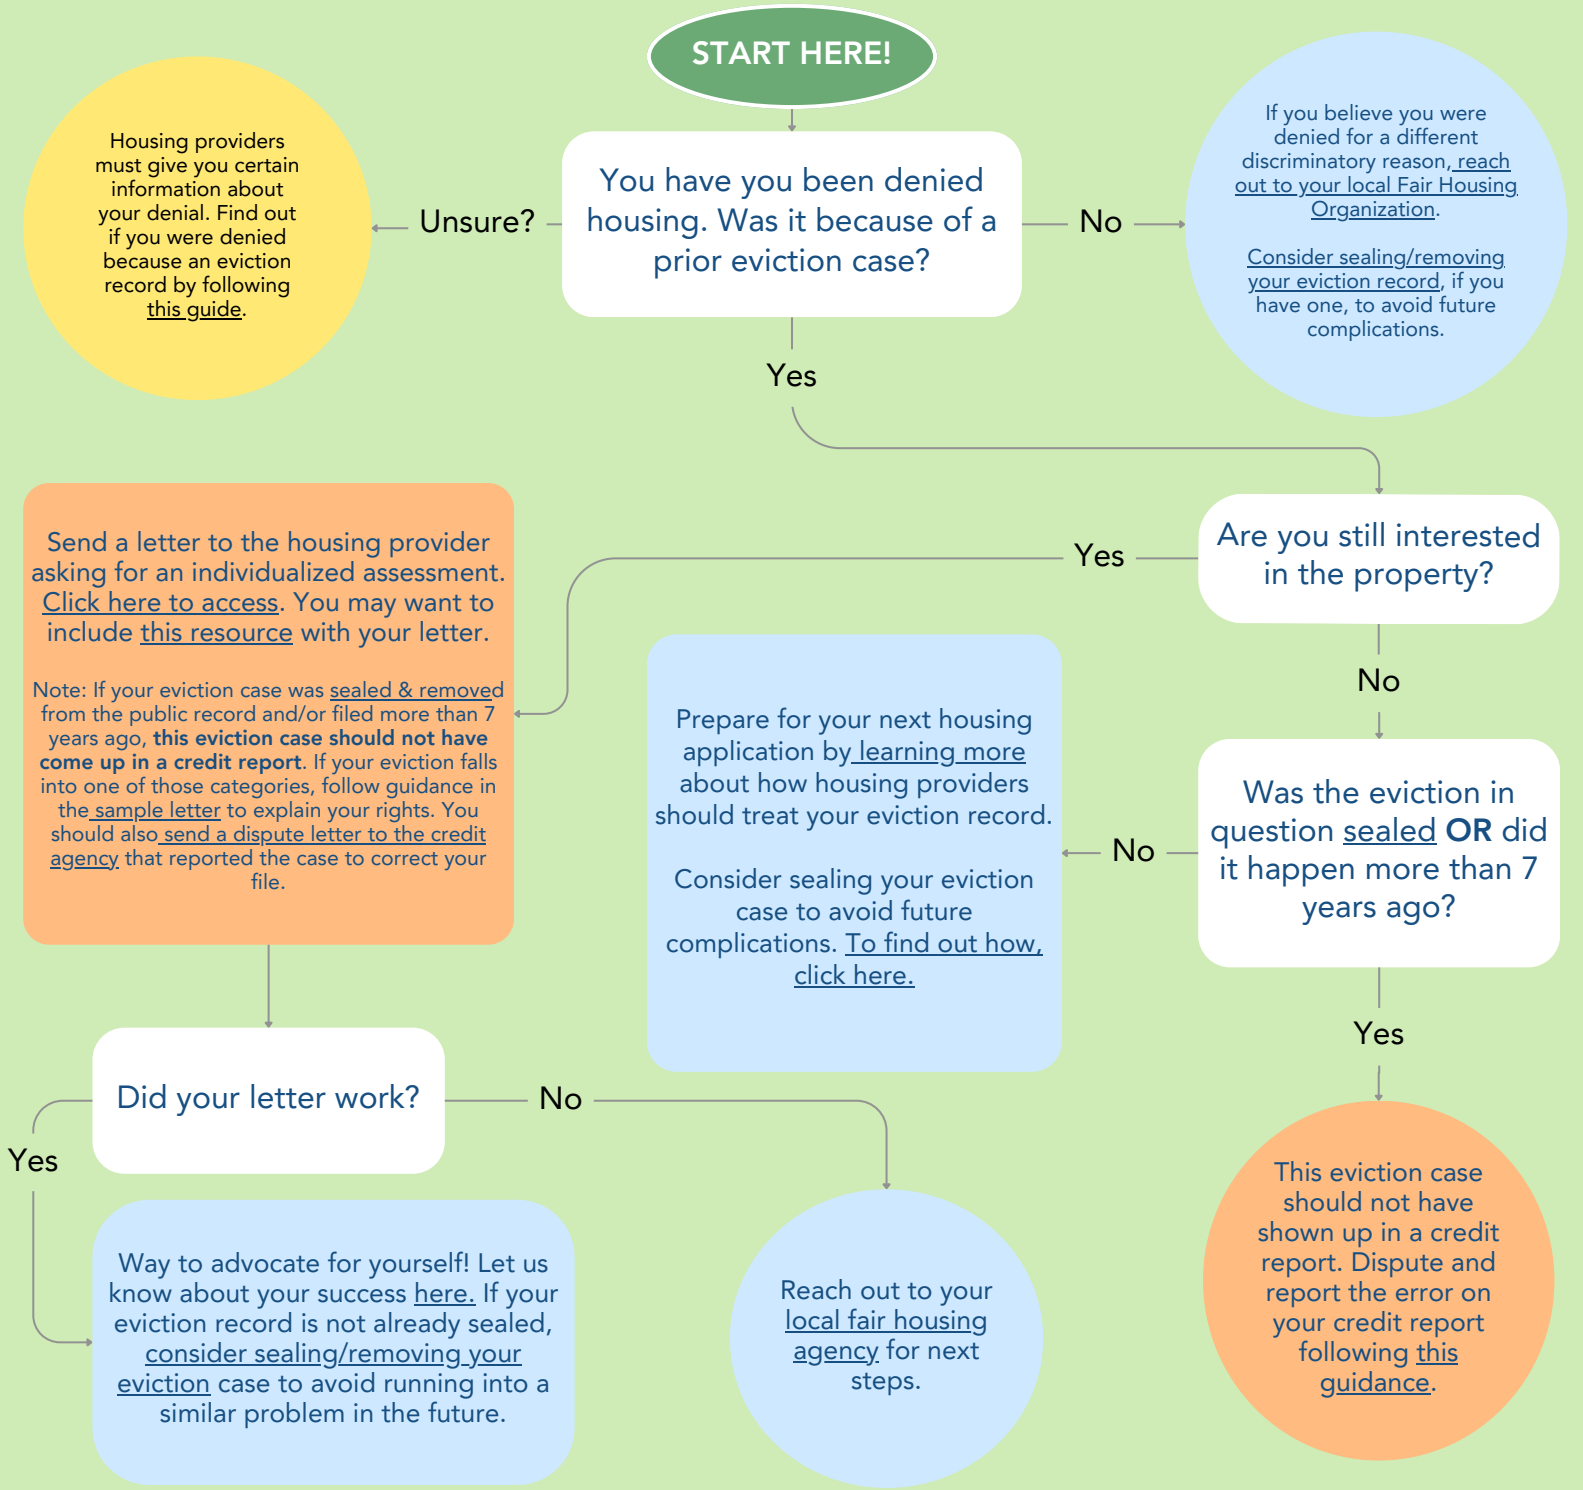 START HERE!
You have you been denied
housing. Was it because of a
prior eviction case?
Unsure?
Housing providers
must give you certain
information about
your denial. Find out
if you were denied
because an eviction
record by following
this guide.
No
If you believe you were
denied for a different
discriminatory reason, reach
out to your local Fair Housing
Organization.
Consider sealing/removing
your eviction record, if you
have one, to avoid future
complications.
Yes
Are you still interested
in the property?
Yes
Send a letter to the housing provider
asking for an individualized assessment.
Click here to access. You may want to
include this resource with your letter.
Note: If your eviction case was sealed & removed
from the public record and/or filed more than 7
years ago, this eviction case should not have
come up in a credit report. If your eviction falls
into one of those categories, follow guidance in
the sample letter to explain your rights. You
should also send a dispute letter to the credit
agency that reported the case to correct your
file.
No
Was the eviction in
question sealed OR did
it happen more than 7
years ago?
No
Prepare for your next housing
application by learning more
about how housing providers
should treat your eviction record.
Consider sealing your eviction
case to avoid future
complications. To find out how,
click here.
Yes
This eviction case
should not have
shown up in a credit
report. Dispute and
report the error on
your credit report
following this
guidance.
Did your letter work?
Yes
Way to advocate for yourself! Let us
know about your success here. If your
eviction record is not already sealed,
consider sealing/removing your
eviction case to avoid running into a
similar problem in the future.
No
Reach out to your
local fair housing
agency for next
steps.